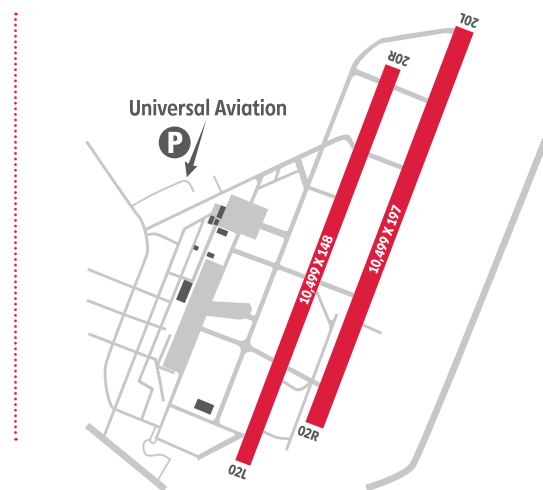 20L
20R
Universal Aviation
P
10,499 X 197
10,499 X 148
02R
02L